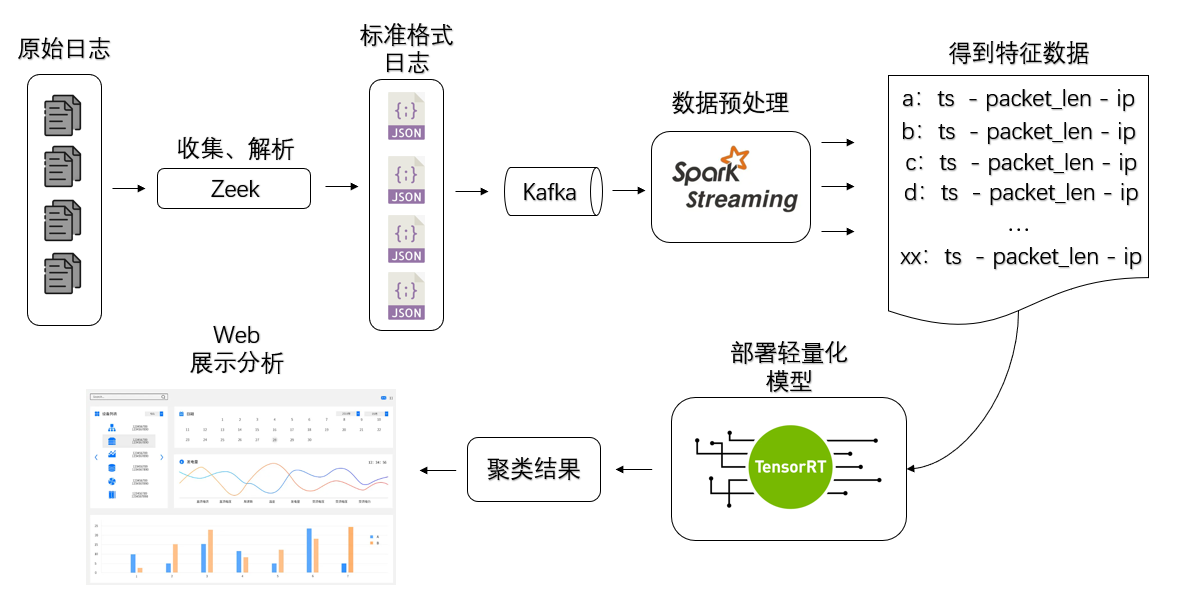 原始日志
收集、解析
Zeek
标准格式
日志
JSON
JSON
JSON
JSON
Kafka
数据预处理
Spark
Streaming
得到特征数据
a: ts - packet_len - ip
b: ts - packet_len - ip
c: ts - packet_len - ip
d: ts - packet_len - ip
...
xx: ts - packet_len - ip
部署轻量化
模型
TensorRT
聚类结果
Web
展示分析